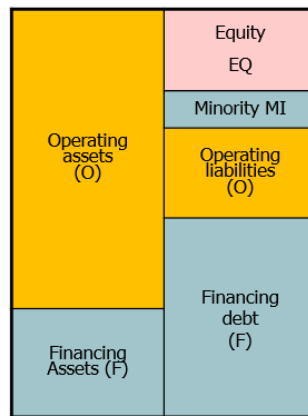 Operating
assets
(O)
Financing
Assets (F)
Equity
EQ
Minority MI
Operating
liabilities
(O)
Financing
debt
(F)